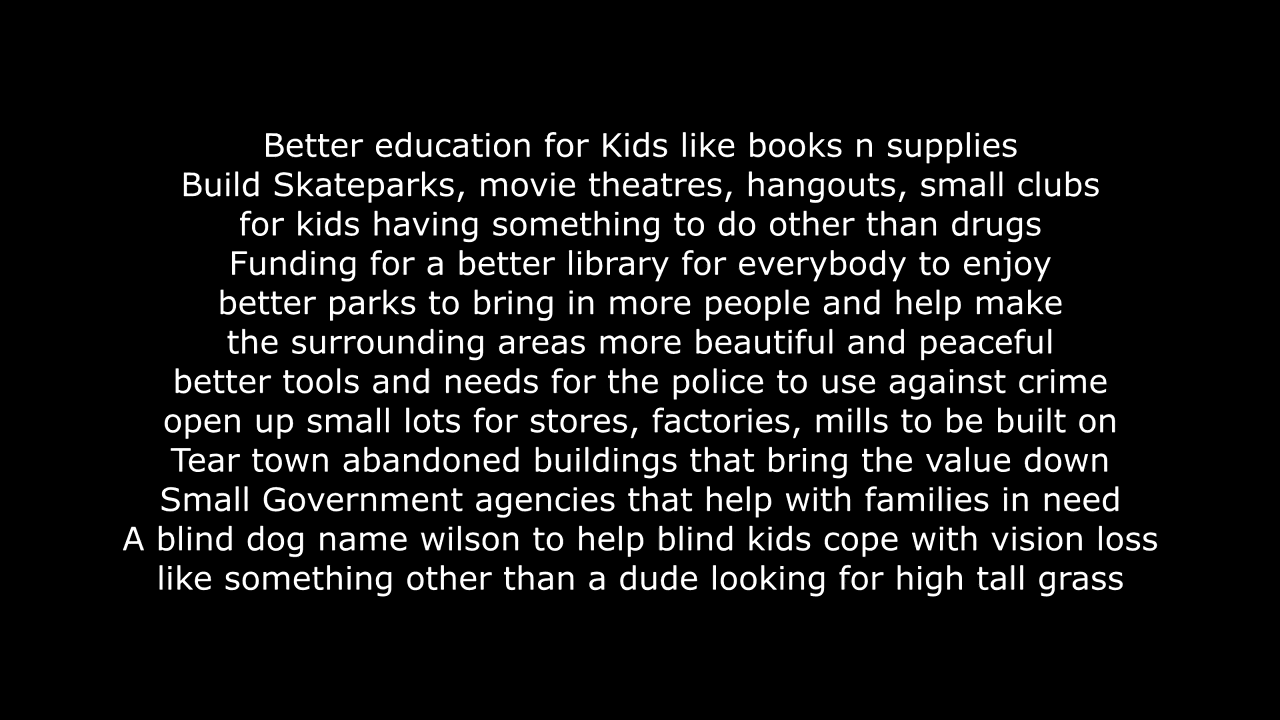 Better education for Kids like books n supplies
Build Skateparks, movie theatres, hangouts, small clubs
for kids having something to do other than drugs
Funding for a better library for everybody to enjoy
better parks to bring in more people and help make
the surrounding areas more beautiful and peaceful
better tools and needs for the police to use against crime
open up small lots for stores, factories, mills to be built on
Tear town abandoned buildings that bring the value down
Small Government agencies that help with families in need
A blind dog name wilson to help blind kids cope with vision loss
like something other than a dude looking for high tall grass